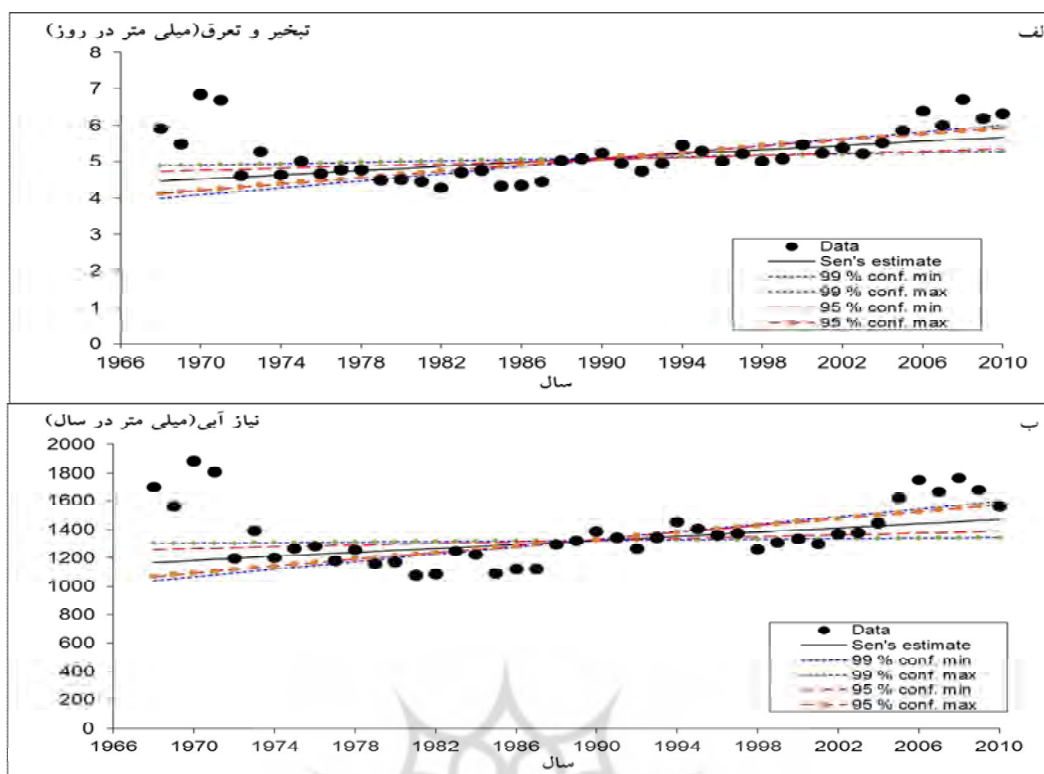 تبخیر و تعرق(میلی متر در روز)
الف
8
7
6
5
4
3
2
1
0
Data
Sen's estimate
99 % conf. min
99 % conf. max
95 % conf. min
95 % conf. max
1966 1970 1974 1978 1982 1986 1990 1994 1998 2002 2006 2010
سال
نیاز آبی(میلی متر در سال)
ب
2000
1800
1600
1400
1200
1000
800
600
400
200
0
Data
Sen's estimate
99 % conf. min
99 % conf. max
95 % conf. min
95 % conf. max
1966 1970 1974 1978 1982 1986 1990 1994 1998 2002 2006 2010
سال